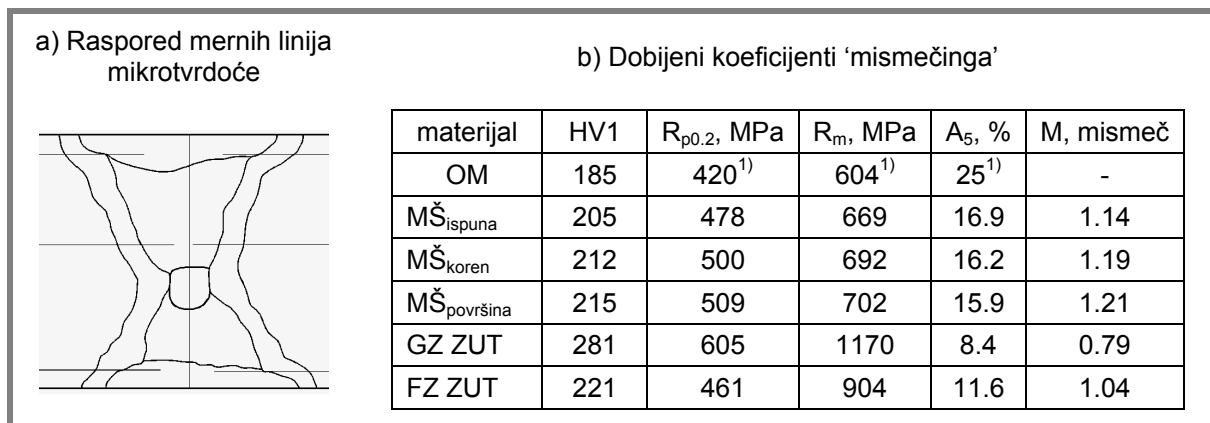 a) Raspored mernih linija
mikrotvrdoće
b) Dobijeni koeficijenti ‘mismečinga’
materijal HV1 Rp0.2, MPa Rm, MPa A5, % M, mismeč
OM 185 420¹⁾ 604¹⁾ 25¹⁾ -
MŠispuna 205 478 669 16.9 1.14
MŠkoren 212 500 692 16.2 1.19
MŠpovršina 215 509 702 15.9 1.21
GZ ZUT 281 605 1170 8.4 0.79
FZ ZUT 221 461 904 11.6 1.04